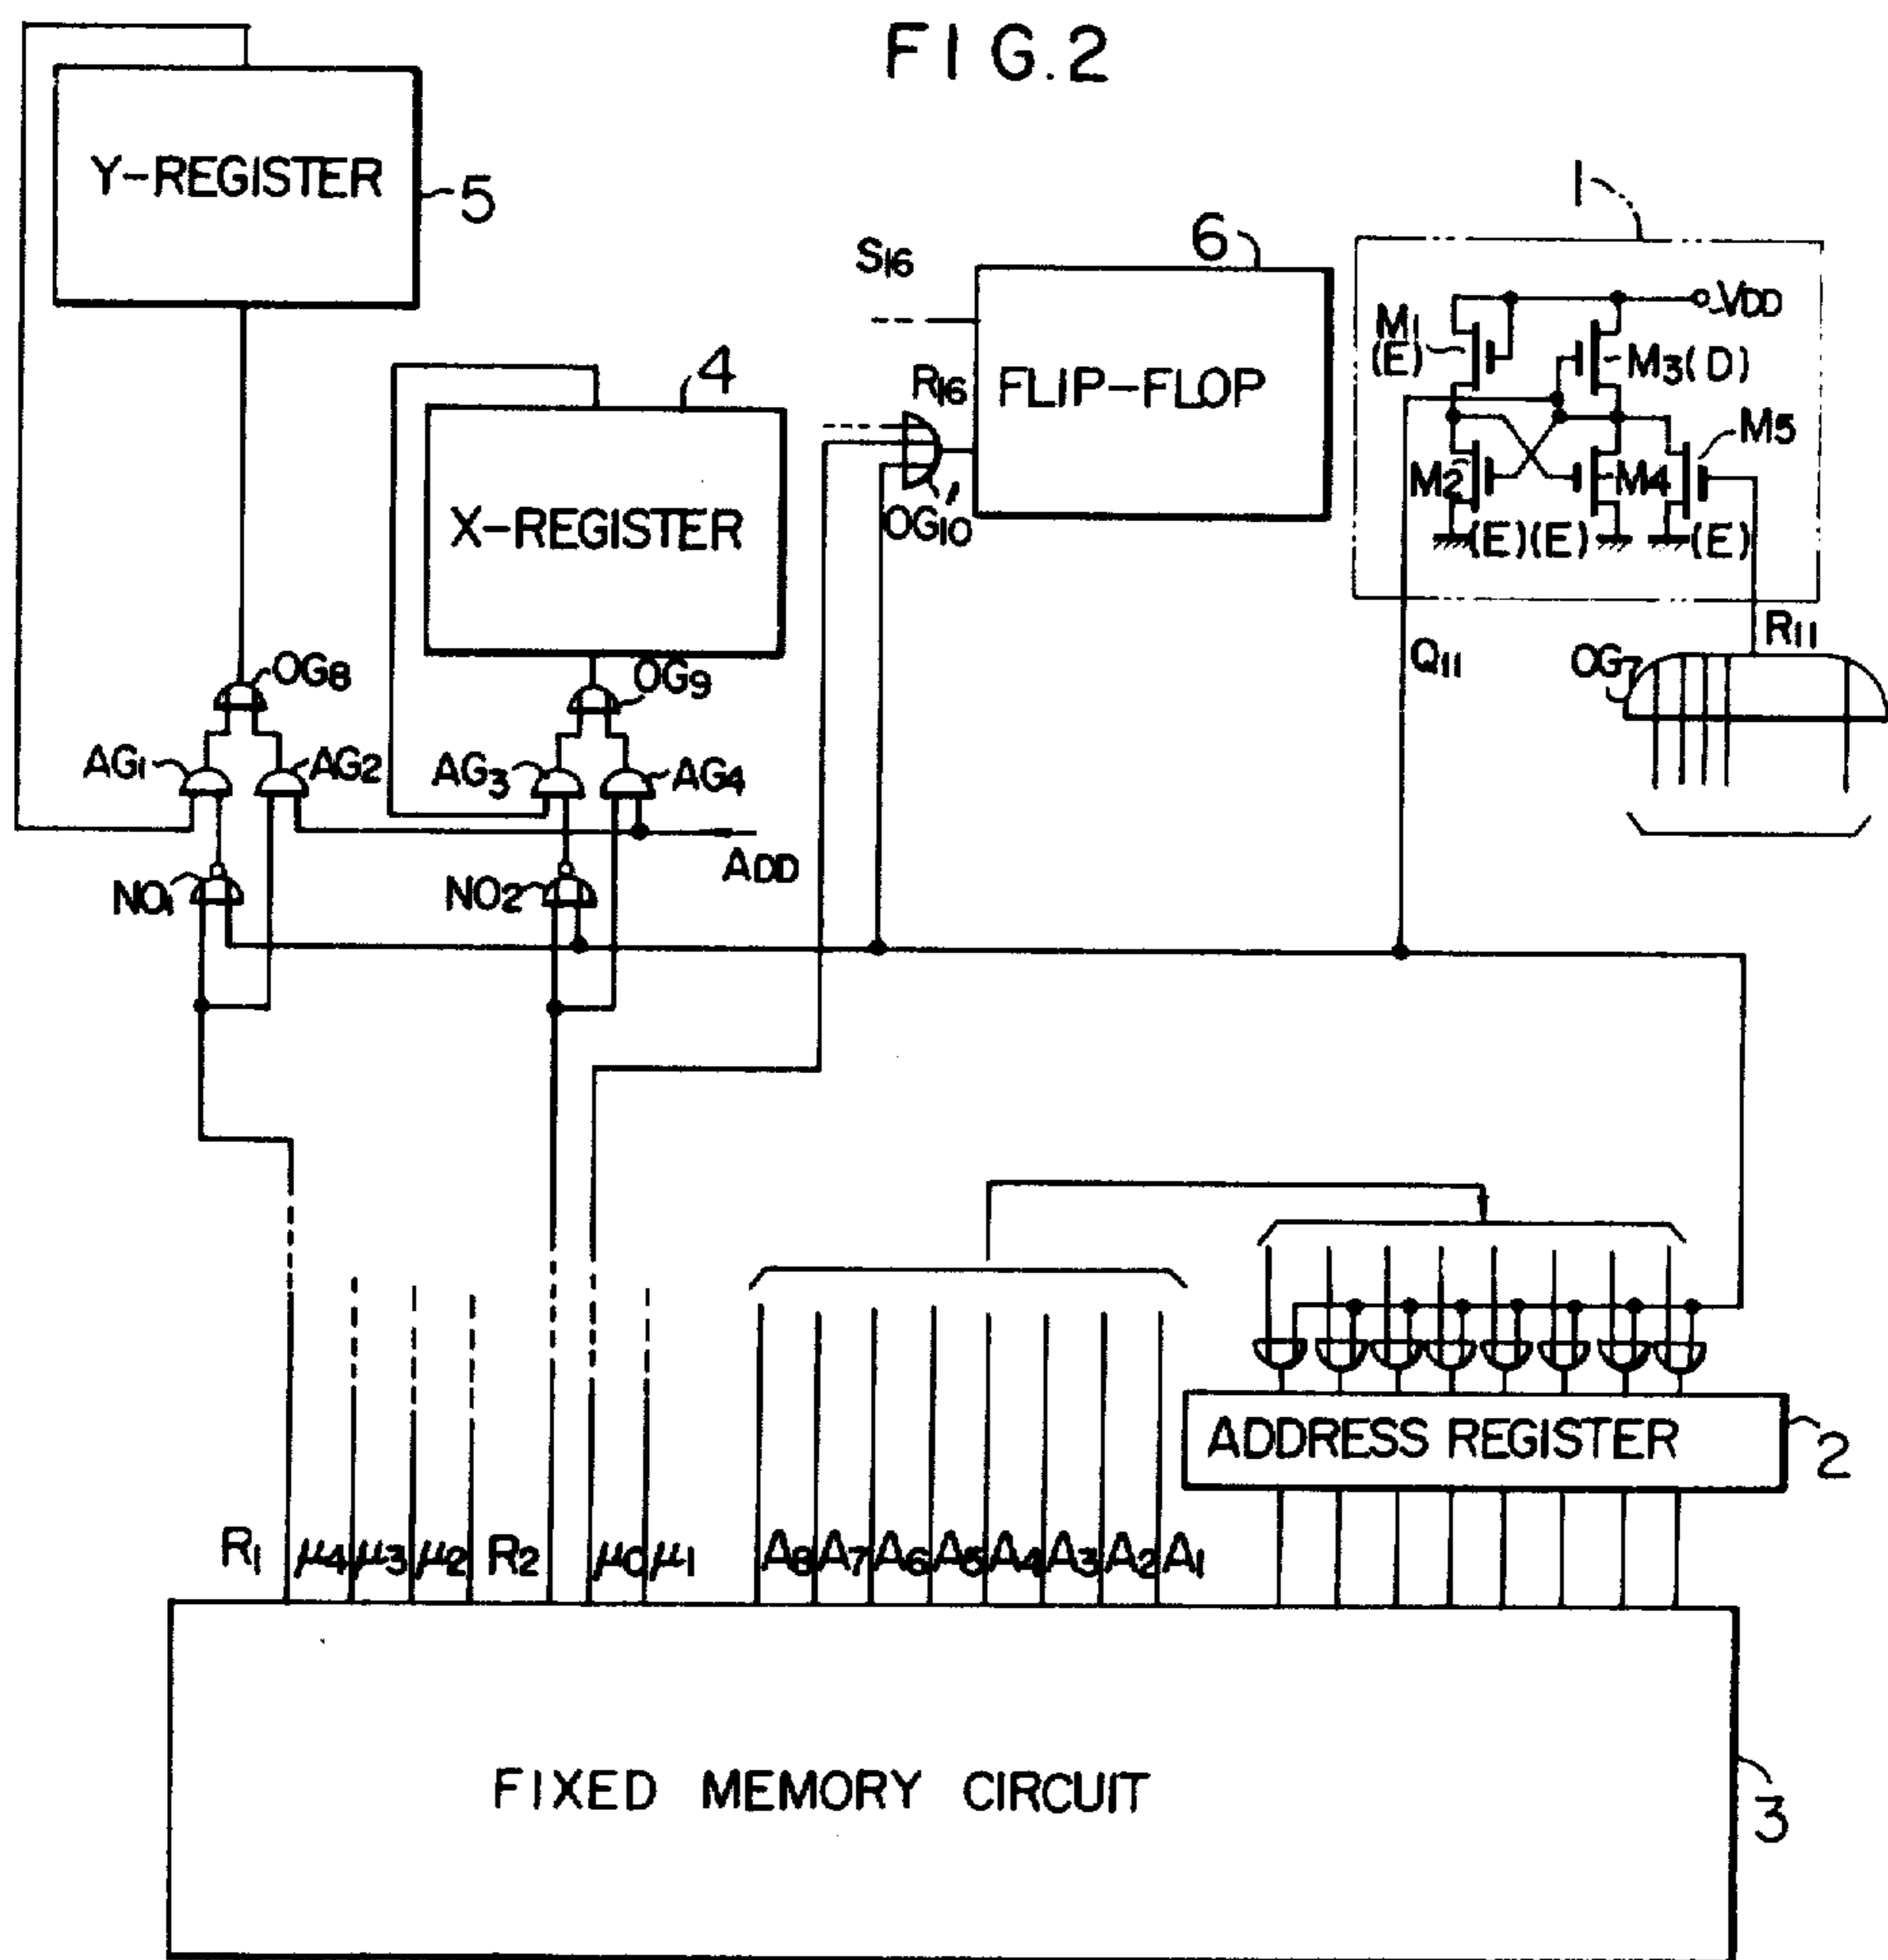 FIG.2
Y-REGISTER
5
1
S16
6
-VDD
M1
(E)
M3(D)
4
R16
FLIP-FLOP
M5
M2
M4
X-REGISTER
OG10
(E)(E)
(E)
R11
Q11
OG7
OG8
OG9
AG1
AG2
AG3
AG4
ADD
NO1
NO2
ADDRESS REGISTER
2
R1
μ4
μ3
μ2
R2
μ0
μ1
A8
A7
A6
A5
A4
A3
A2
A1
FIXED MEMORY CIRCUIT
3